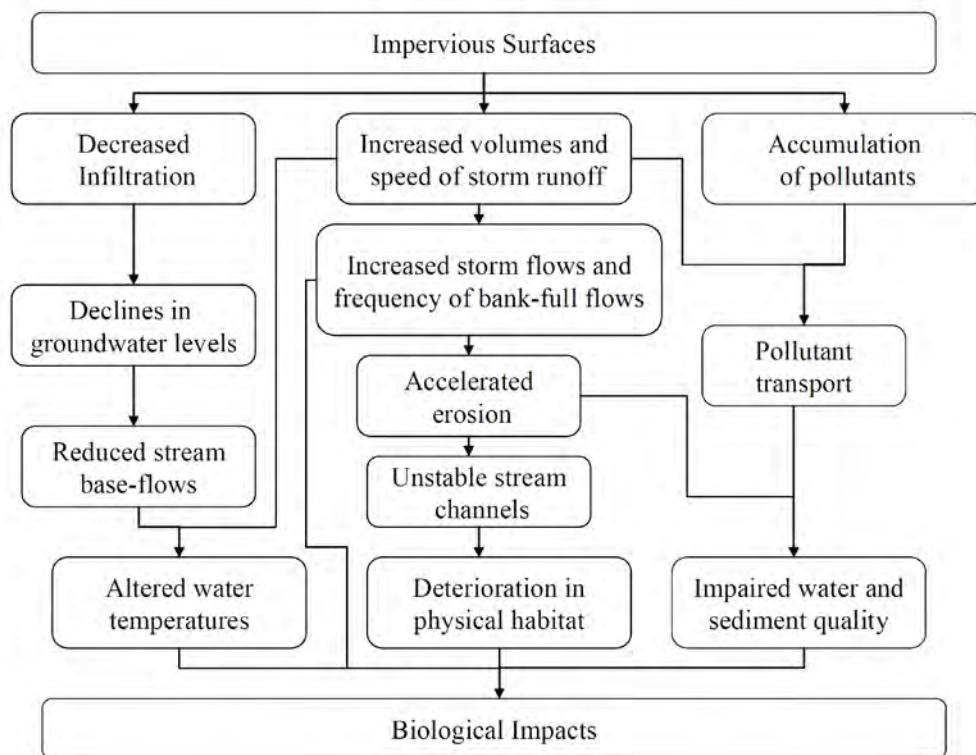 Impervious Surfaces
Decreased
Infiltration
Increased volumes and
speed of storm runoff
Accumulation
of pollutants
Increased storm flows and
frequency of bank-full flows
Declines in
groundwater levels
Pollutant
transport
Accelerated
erosion
Reduced stream
base-flows
Unstable stream
channels
Altered water
temperatures
Deterioration in
physical habitat
Impaired water and
sediment quality
Biological Impacts